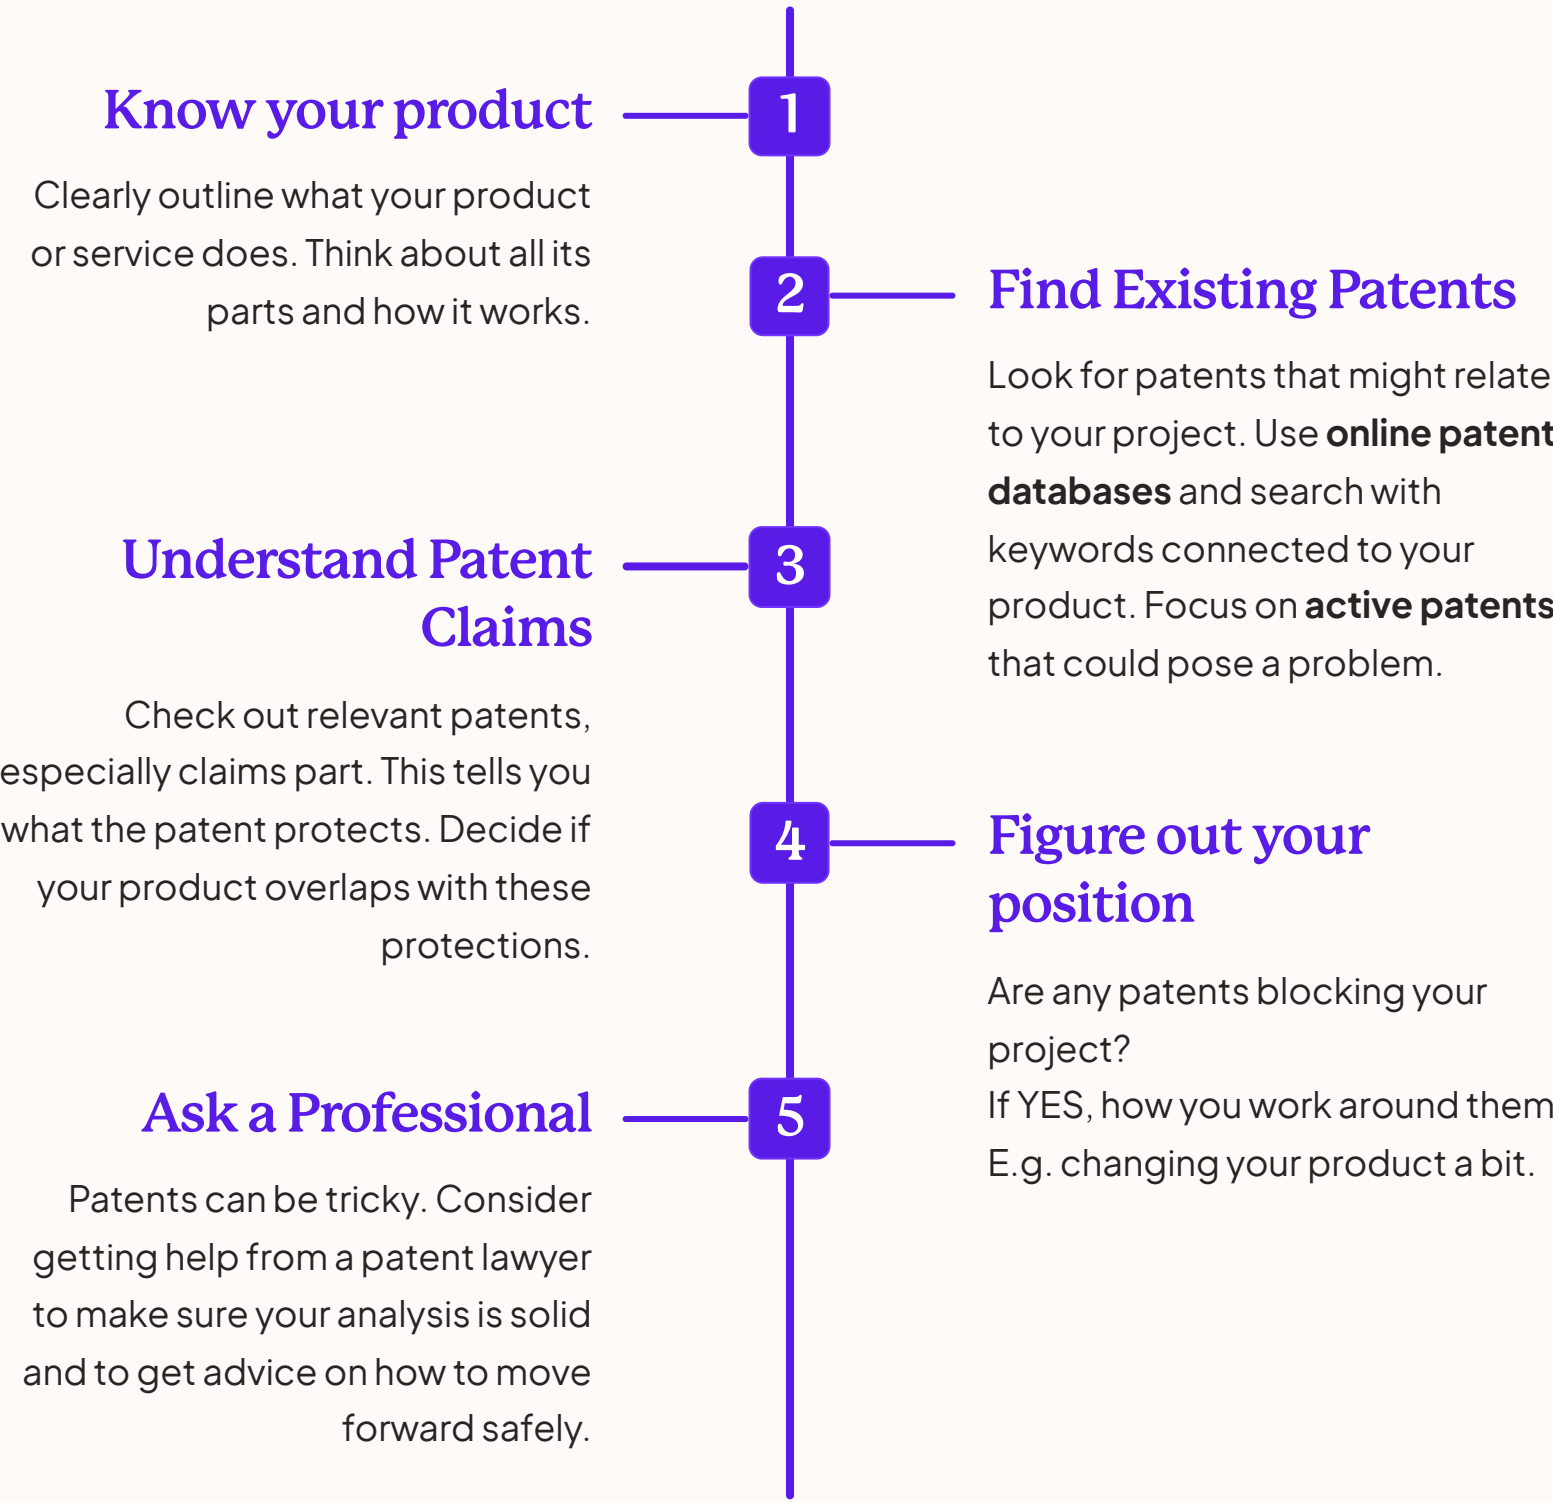 1
Know your product
Clearly outline what your product
or service does. Think about all its
parts and how it works.
2
Find Existing Patents
Look for patents that might relate
to your project. Use online patent
databases and search with
keywords connected to your
product. Focus on active patents
that could pose a problem.
3
Understand Patent
Claims
Check out relevant patents,
especially claims part. This tells you
what the patent protects. Decide if
your product overlaps with these
protections.
4
Figure out your
position
Are any patents blocking your
project?
If YES, how you work around them
E.g. changing your product a bit.
5
Ask a Professional
Patents can be tricky. Consider
getting help from a patent lawyer
to make sure your analysis is solid
and to get advice on how to move
forward safely.